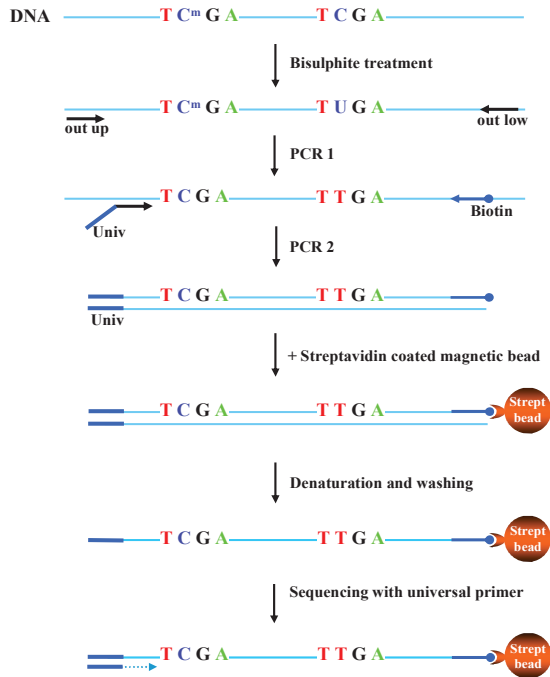 DNA T Cᵐ G A T C G A
Bisulphite treatment
T Cᵐ G A T U G A
out up out low
PCR 1
T C G A T T G A
Univ Biotin
PCR 2
T C G A T T G A
Univ
+ Streptavidin coated magnetic bead
T C G A T T G A Strept
bead
Denaturation and washing
T C G A T T G A Strept
bead
Sequencing with universal primer
T C G A T T G A Strept
bead